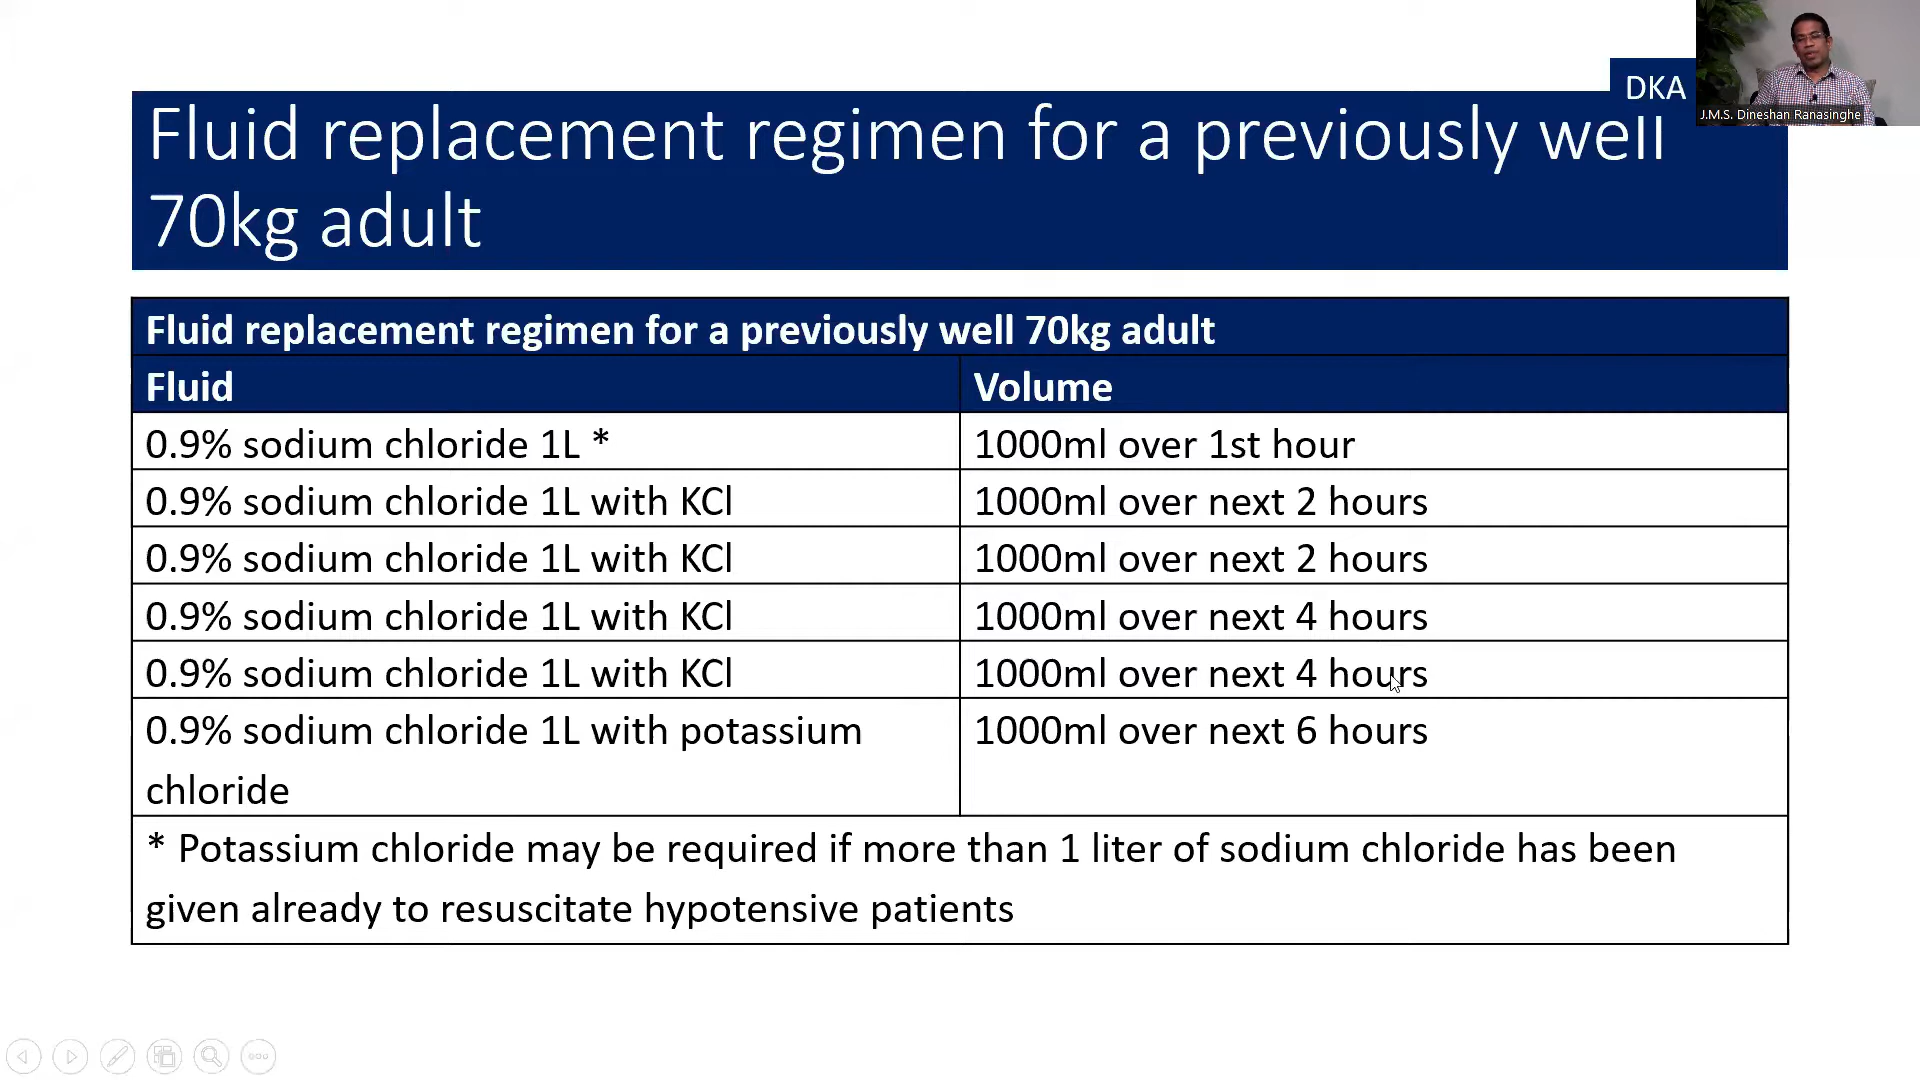 DKA
J.M.S. Dineshan Ranasinghe
Fluid replacement regimen for a previously well
70kg adult
Fluid replacement regimen for a previously well 70kg adult
Fluid
Volume
0.9% sodium chloride 1L *
1000ml over 1st hour
0.9% sodium chloride 1L with KCl
1000ml over next 2 hours
0.9% sodium chloride 1L with KCl
1000ml over next 2 hours
0.9% sodium chloride 1L with KCl
1000ml over next 4 hours
0.9% sodium chloride 1L with KCl
1000ml over next 4 hours
0.9% sodium chloride 1L with potassium
chloride
1000ml over next 6 hours
* Potassium chloride may be required if more than 1 liter of sodium chloride has been
given already to resuscitate hypotensive patients